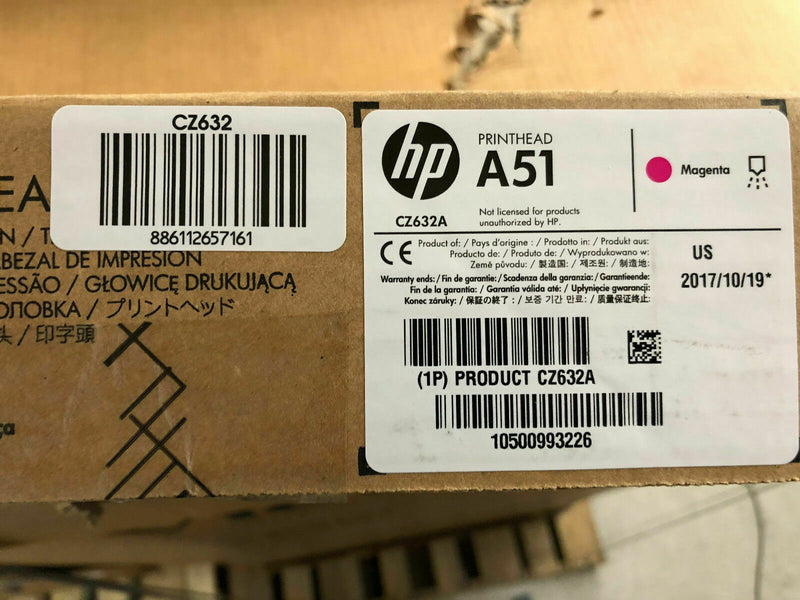 CZ632
886112657161
EA
N / T
BEZAL DE IMPRESIÓN
ESSÃO / GŁOWICĘ DRUKUJĄCĄ
ОЛОВКА / プリントヘッド
头 / 印字頭
ça
hp
PRINTHEAD
A51
Magenta
CZ632A
Not licensed for products
unauthorized by HP.
CE
Product of: / Pays d'origine : / Prodotto in: / Produkt aus:
Producto de: / Produto de: / Wyprodukowano w:
Země původu: / 製造国: / 제조원: / 制造地:
US
Warranty ends: / Fin de garantie: / Scadenza della garanzia: / Garantieende:
Fin de la garantía: / Garantia válida até: / Upłynięcie gwarancji:
Konec záruky: / 保証の終了 : / 보증 기간 만료: / 质量保证终止:
2017/10/19*
(1P) PRODUCT CZ632A
10500993226